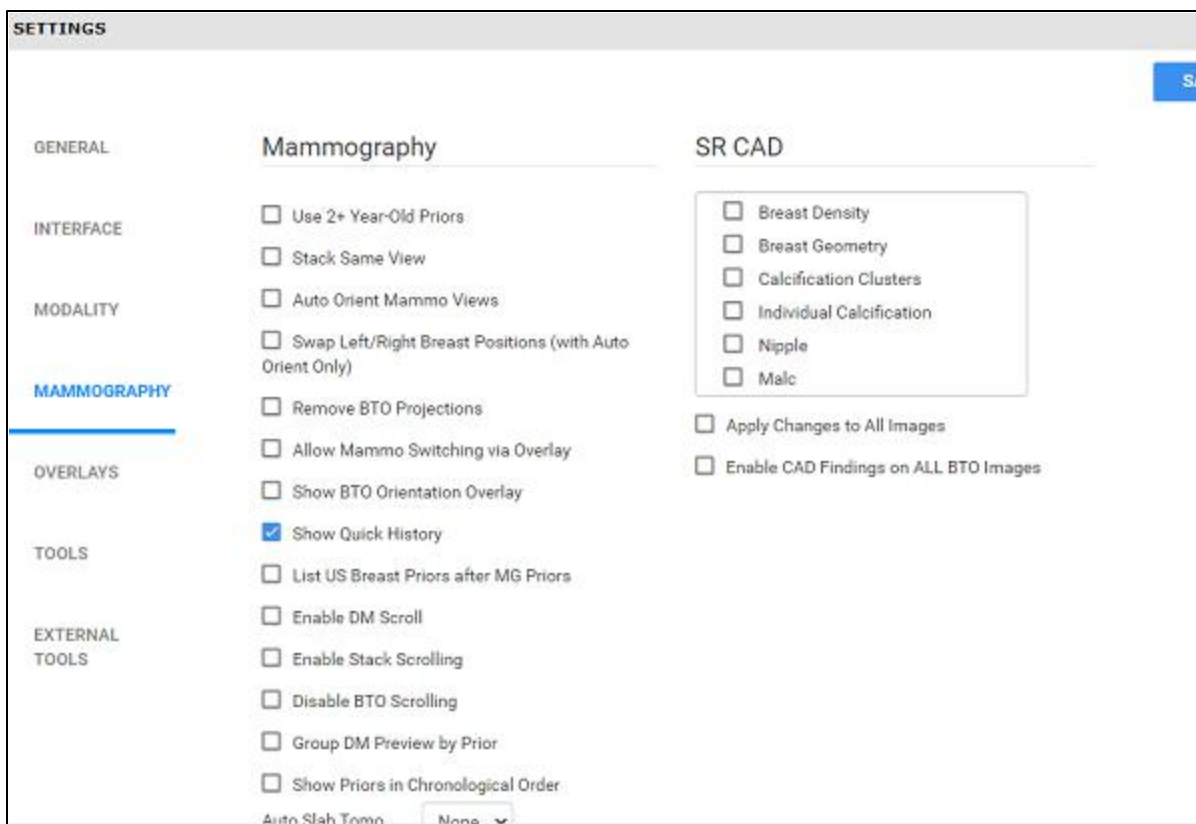 SETTINGS
GENERAL
INTERFACE
MODALITY
MAMMOGRAPHY
OVERLAYS
TOOLS
EXTERNAL
TOOLS
Mammography
Use 2+ Year-Old Priors
Stack Same View
Auto Orient Mammo Views
Swap Left/Right Breast Positions (with Auto
Orient Only)
Remove BTO Projections
Allow Mammo Switching via Overlay
Show BTO Orientation Overlay
Show Quick History
List US Breast Priors after MG Priors
Enable DM Scroll
Enable Stack Scrolling
Disable BTO Scrolling
Group DM Preview by Prior
Show Priors in Chronological Order
Auto Slab Tomo None
SR CAD
Breast Density
Breast Geometry
Calcification Clusters
Individual Calcification
Nipple
Malc
Apply Changes to All Images
Enable CAD Findings on ALL BTO Images